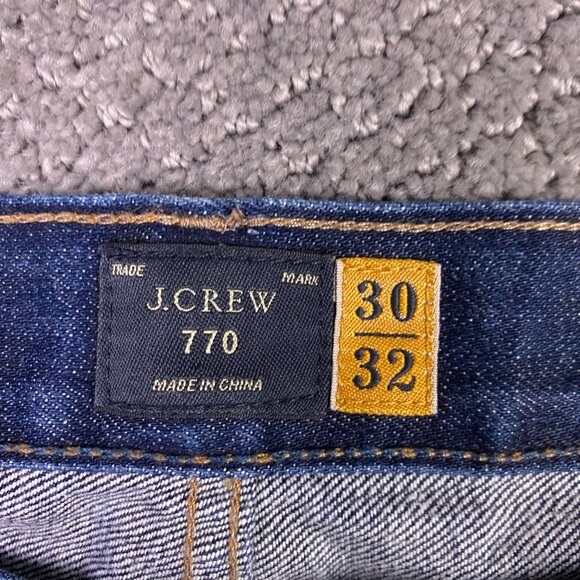 TRADE MARK
J.CREW
770
MADE IN CHINA
30
32